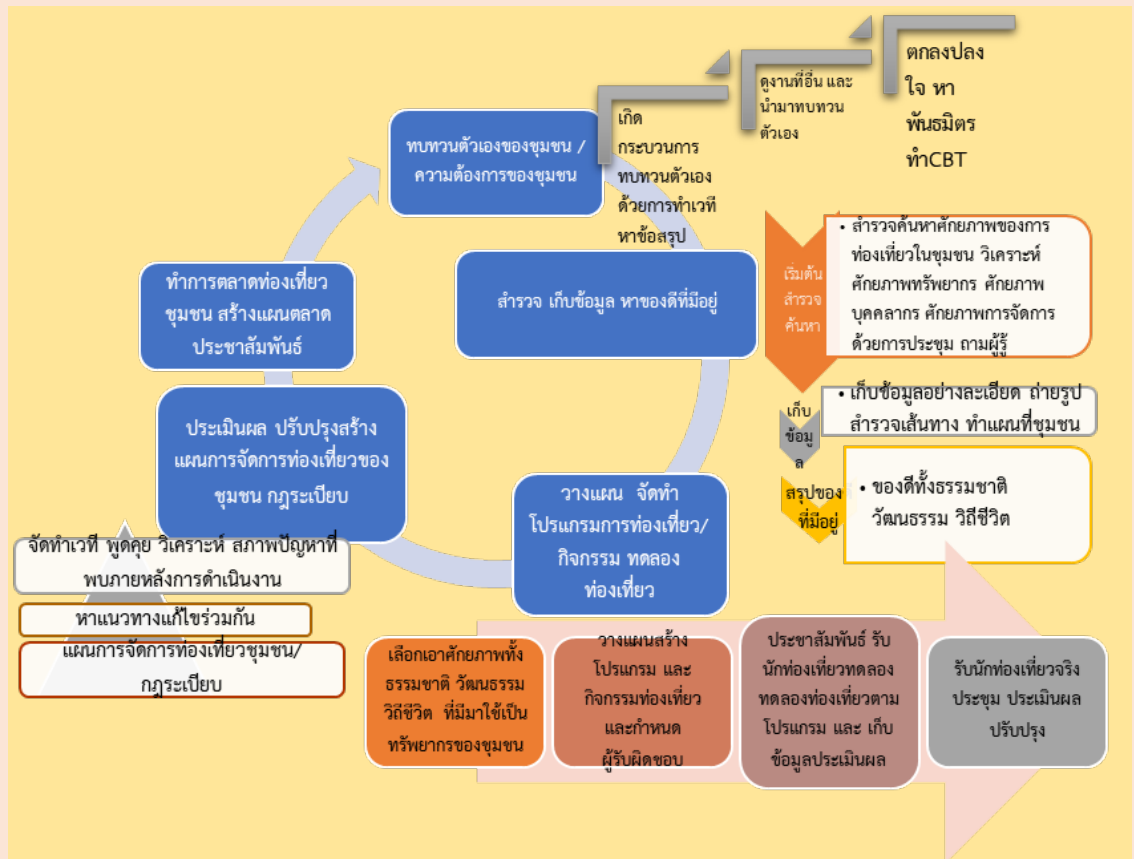 ทบทวนตัวเองของชุมชน /
ความต้องการของชุมชน
เกิด
กระบวนการ
ทบทวนตัวเอง
ด้วยการทำเวที
หาข้อสรุป
ดูงานที่อื่น และ
นำมาทบทวน
ตัวเอง
ตกลงปลง
ใจ หา
พันธมิตร
ทำCBT
สำรวจ เก็บข้อมูล หาของดีที่มีอยู่
เริ่มต้น
สำรวจ
ค้นหา
• สำรวจค้นหาศักยภาพของการ
ท่องเที่ยวในชุมชน วิเคราะห์
ศักยภาพทรัพยากร ศักยภาพ
บุคคลากร ศักยภาพการจัดการ
ด้วยการประชุม ถามผู้รู้
เก็บ
ข้อมู
ล
• เก็บข้อมูลอย่างละเอียด ถ่ายรูป
สำรวจเส้นทาง ทำแผนที่ชุมชน
สรุปของ
ที่มีอยู่
• ของดีทั้งธรรมชาติ
วัฒนธรรม วิถีชีวิต
วางแผน จัดทำ
โปรแกรมการท่องเที่ยว/
กิจกรรม ทดลอง
ท่องเที่ยว
เลือกเอาศักยภาพทั้ง
ธรรมชาติ วัฒนธรรม
วิถีชีวิต ที่มีมาใช้เป็น
ทรัพยากรของชุมชน
วางแผนสร้าง
โปรแกรม และ
กิจกรรมท่องเที่ยว
และกำหนด
ผู้รับผิดชอบ
ประชาสัมพันธ์ รับ
นักท่องเที่ยวทดลอง
ทดลองท่องเที่ยวตาม
โปรแกรม และ เก็บ
ข้อมูลประเมินผล
รับนักท่องเที่ยวจริง
ประชุม ประเมินผล
ปรับปรุง
ประเมินผล ปรับปรุงสร้าง
แผนการจัดการท่องเที่ยวของ
ชุมชน กฎระเบียบ
จัดทำเวที พูดคุย วิเคราะห์ สภาพปัญหาที่
พบภายหลังการดำเนินงาน
หาแนวทางแก้ไขร่วมกัน
แผนการจัดการท่องเที่ยวชุมชน/
กฎระเบียบ
ทำการตลาดท่องเที่ยว
ชุมชน สร้างแผนตลาด
ประชาสัมพันธ์